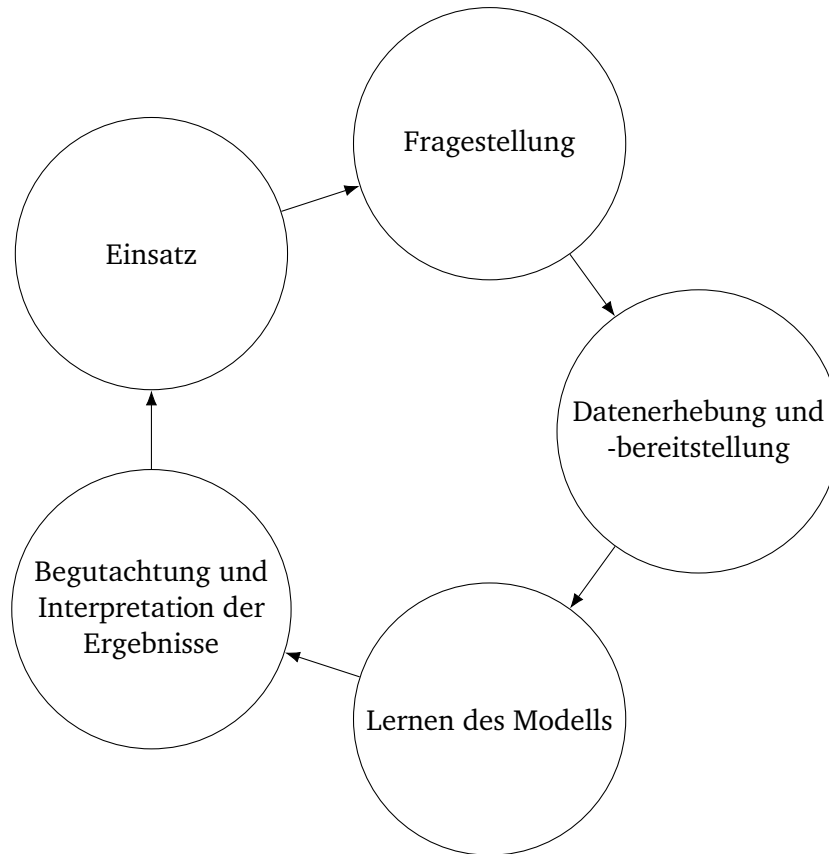 Fragestellung
Einsatz
Datenerhebung und
-bereitstellung
Begutachtung und
Interpretation der
Ergebnisse
Lernen des Modells